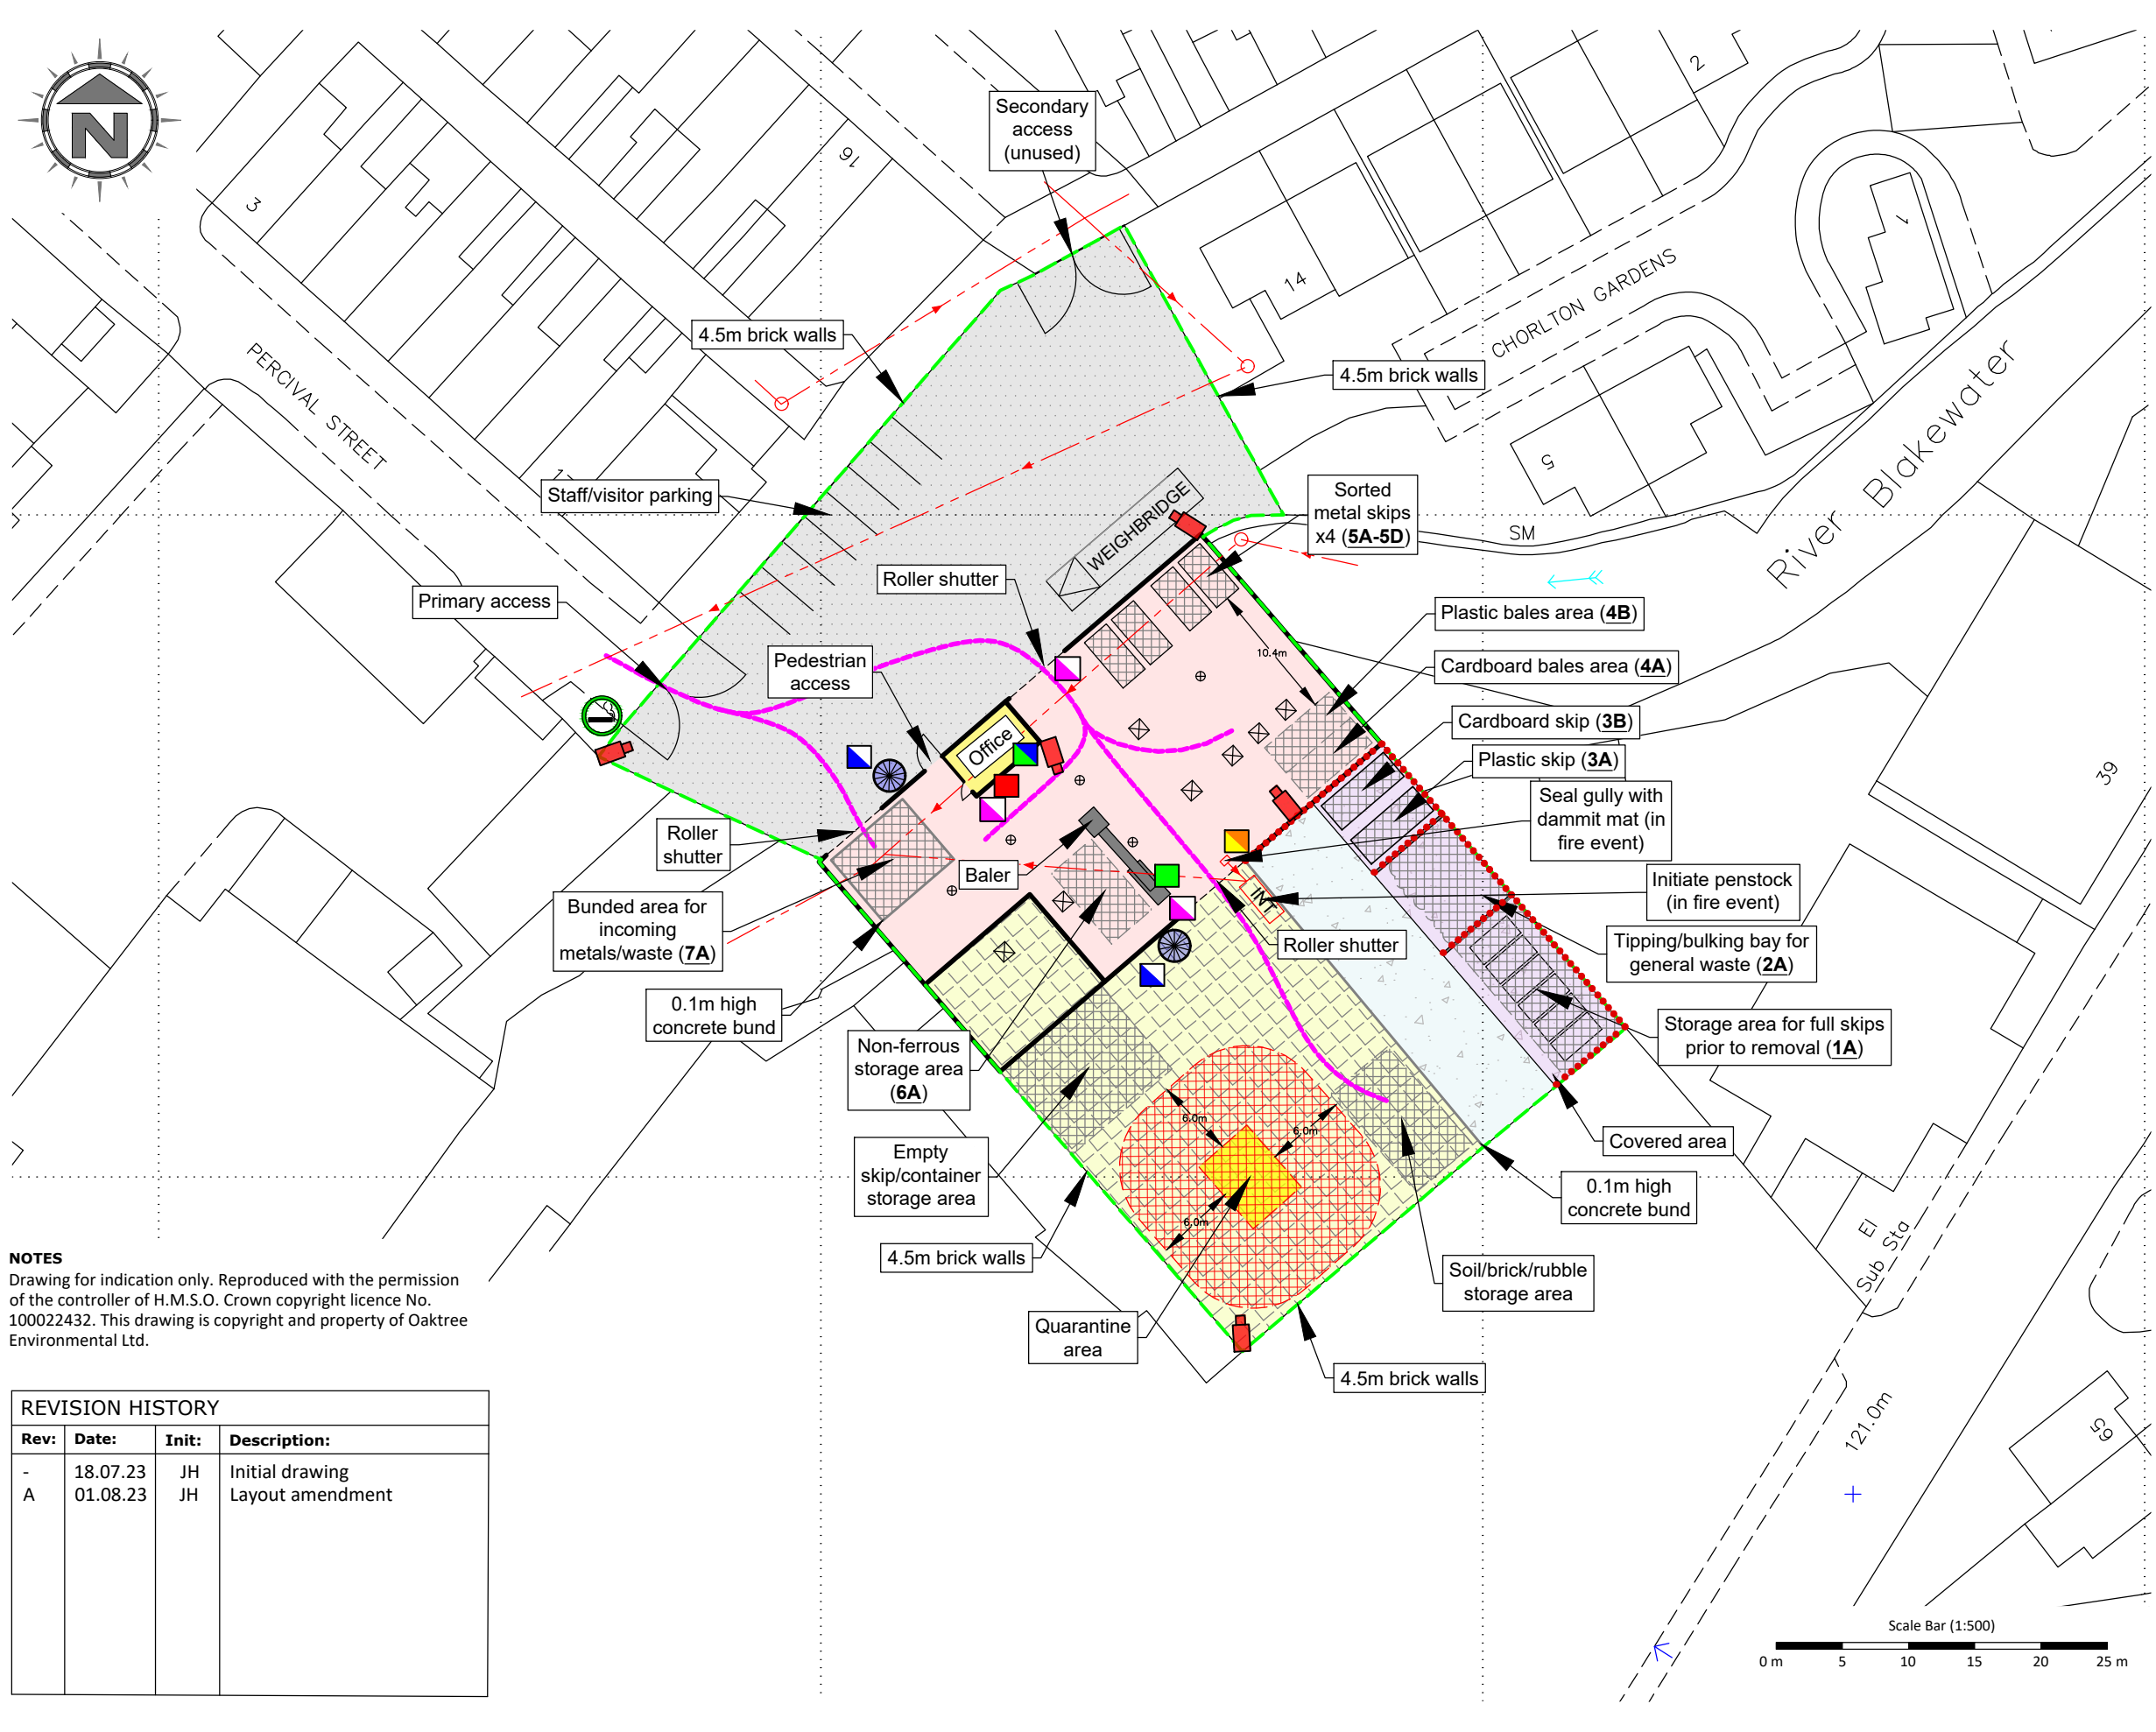 N
3
16
Secondary
access
(unused)
2
1
14
CHORLTON GARDENS
4.5m brick walls
4.5m brick walls
PERCIVAL STREET
River Blakewater
5
Staff/visitor parking
WEIGHBRIDGE
Sorted
metal skips
x4 (5A-5D)
SM
Roller shutter
Primary access
Plastic bales area (4B)
10.4m
Pedestrian
access
Cardboard bales area (4A)
Cardboard skip (3B)
Office
Plastic skip (3A)
39
Seal gully with
dammit mat (in
fire event)
Roller
shutter
Baler
Initiate penstock
(in fire event)
INT
Bunded area for
incoming
metals/waste (7A)
Roller shutter
Tipping/bulking bay for
general waste (2A)
0.1m high
concrete bund
Storage area for full skips
prior to removal (1A)
Non-ferrous
storage area
(6A)
6.0m
6.0m
Covered area
Empty
skip/container
storage area
0.1m high
concrete bund
6.0m
El
Sub Sta
4.5m brick walls
Soil/brick/rubble
storage area
Quarantine
area
4.5m brick walls
121.0m
65
NOTES
Drawing for indication only. Reproduced with the permission
of the controller of H.M.S.O. Crown copyright licence No.
100022432. This drawing is copyright and property of Oaktree
Environmental Ltd.
REVISION HISTORY
Rev: Date: Init: Description:
- 18.07.23 JH Initial drawing
A 01.08.23 JH Layout amendment
Scale Bar (1:500)
0 m 5 10 15 20 25 m